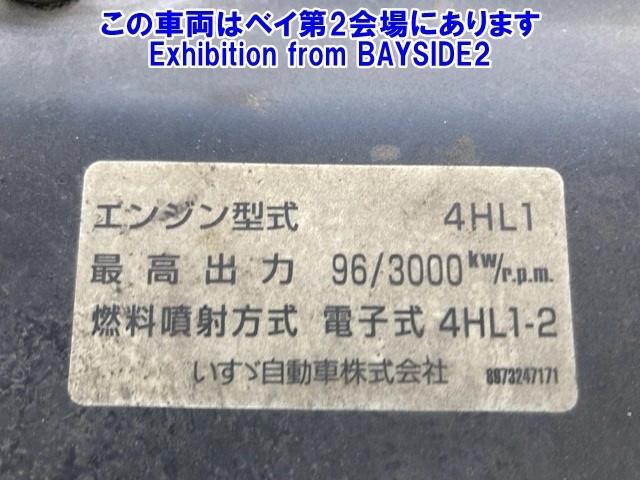 この車両はベイ第2会場にあります
Exhibition from BAYSIDE2
エンジン型式 4HL1
最高出力 96/3000 kw/r.p.m.
燃料噴射方式 電子式 4HL1-2
いすゞ自動車株式会社 8973247171